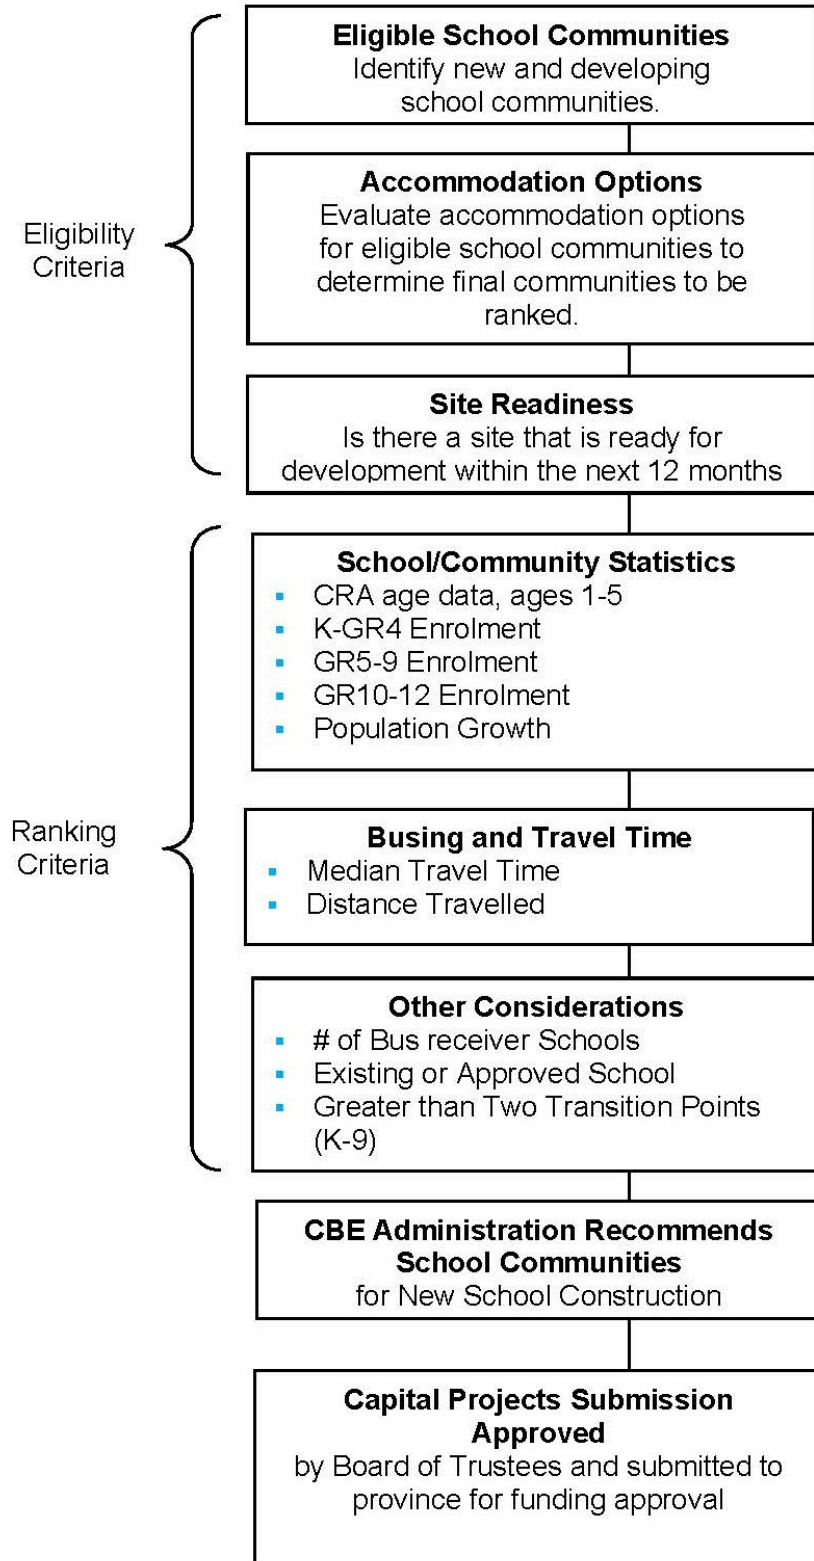 Eligible School Communities
Identify new and developing
school communities.
Accommodation Options
Evaluate accommodation options
for eligible school communities to
determine final communities to be
ranked.
Eligibility
Criteria
Site Readiness
Is there a site that is ready for
development within the next 12 months
School/Community Statistics
▪ CRA age data, ages 1-5
▪ K-GR4 Enrolment
▪ GR5-9 Enrolment
▪ GR10-12 Enrolment
▪ Population Growth
Ranking
Criteria
Busing and Travel Time
▪ Median Travel Time
▪ Distance Travelled
Other Considerations
▪ # of Bus receiver Schools
▪ Existing or Approved School
▪ Greater than Two Transition Points
(K-9)
CBE Administration Recommends
School Communities
for New School Construction
Capital Projects Submission
Approved
by Board of Trustees and submitted to
province for funding approval